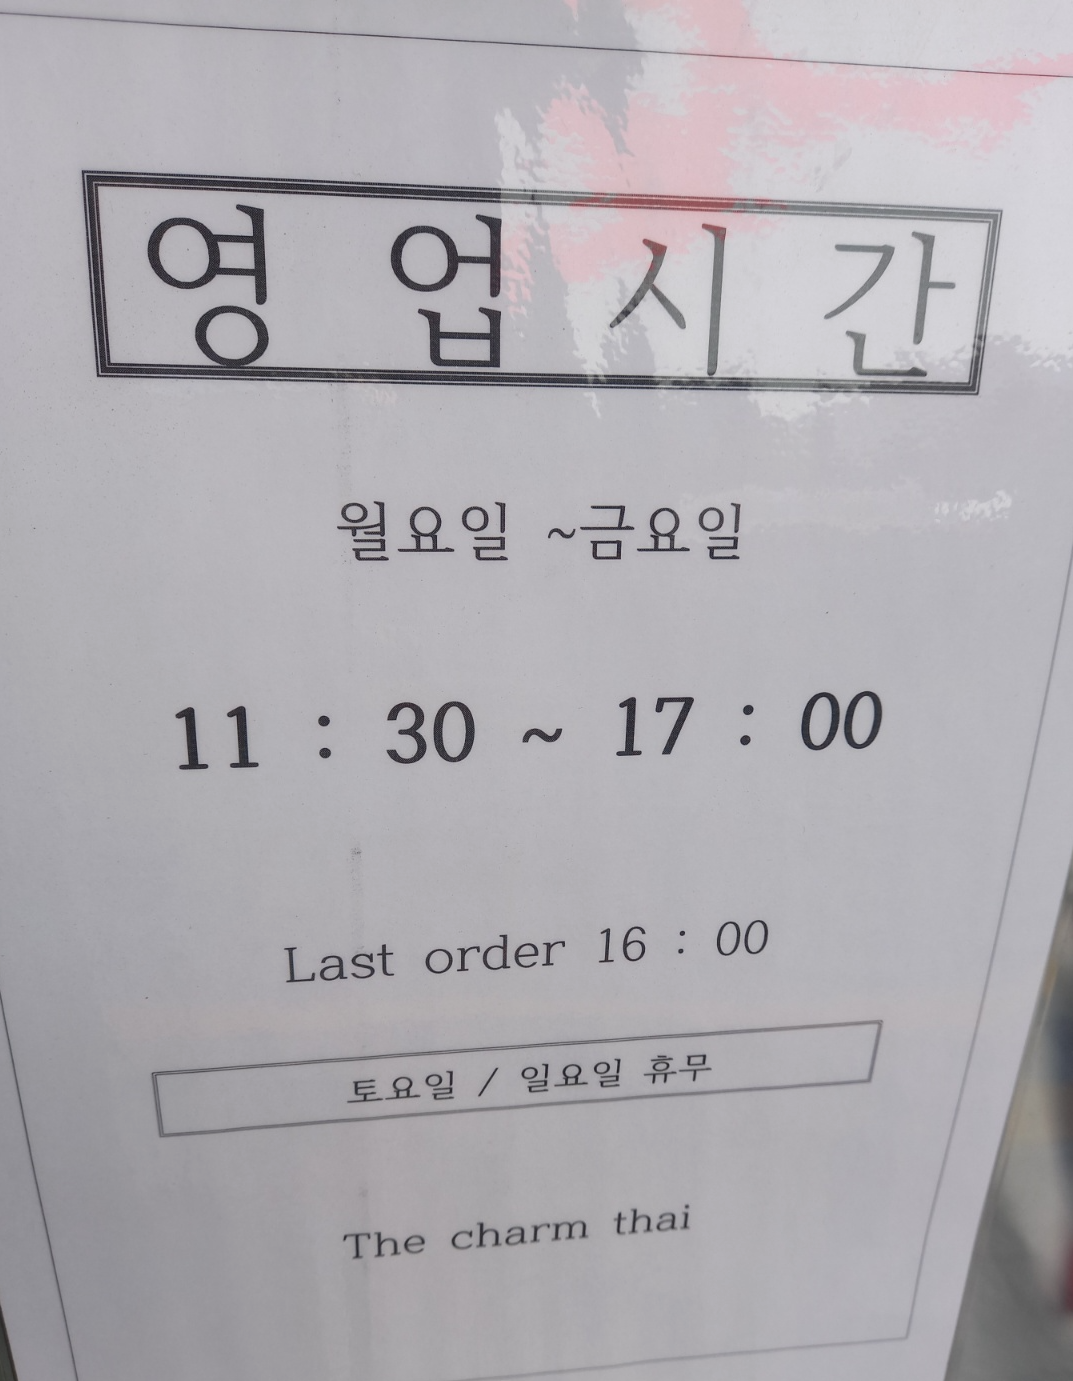 영 업 시 간
월요일 ~금요일
11 : 30 ~ 17 : 00
Last order 16 : 00
토요일 / 일요일 휴무
The charm thai